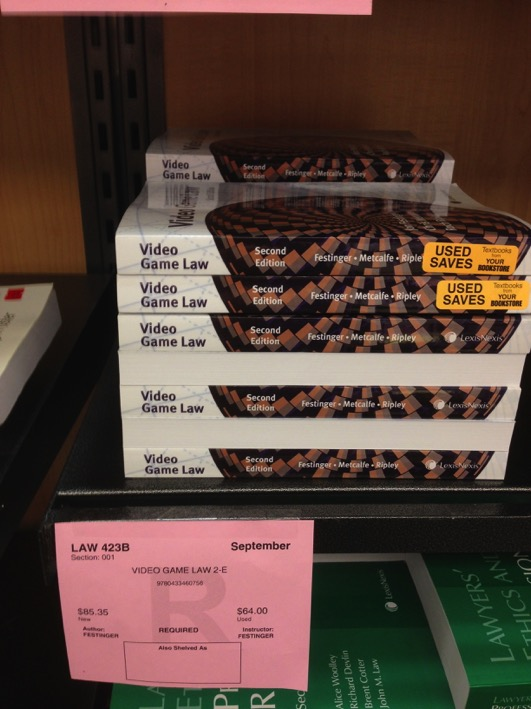 Video
Game Law
Second
Edition
Festinger • Metcalfe • Ripley
LexisNexis
Video
Video
Game Law
Second
Edition
Festinger • Metcalfe • Ripley
USED
SAVES
Textbooks
from
YOUR
BOOKSTORE
Video
Game Law
Second
Edition
Festinger • Metcalfe • Ripley
USED
SAVES
Textbooks
from
YOUR
BOOKSTORE
Video
Game Law
Second
Edition
Festinger • Metcalfe • Ripley
LexisNexis
Video
Game Law
Second
Edition
Festinger • Metcalfe • Ripley
LexisNexis
Video
Game Law
Second
Edition
Festinger • Metcalfe • Ripley
LexisNexis
LAW 423B
September
Section: 001
VIDEO GAME LAW 2-E
9780433460756
R
$85.35
New
$64.00
Used
Author:
FESTINGER
REQUIRED
Instructor:
FESTINGER
Also Shelved As
LexisNexis
Alice Woolley
Richard Devlin
Brent Cotter
John M. Law
LAWYERS'